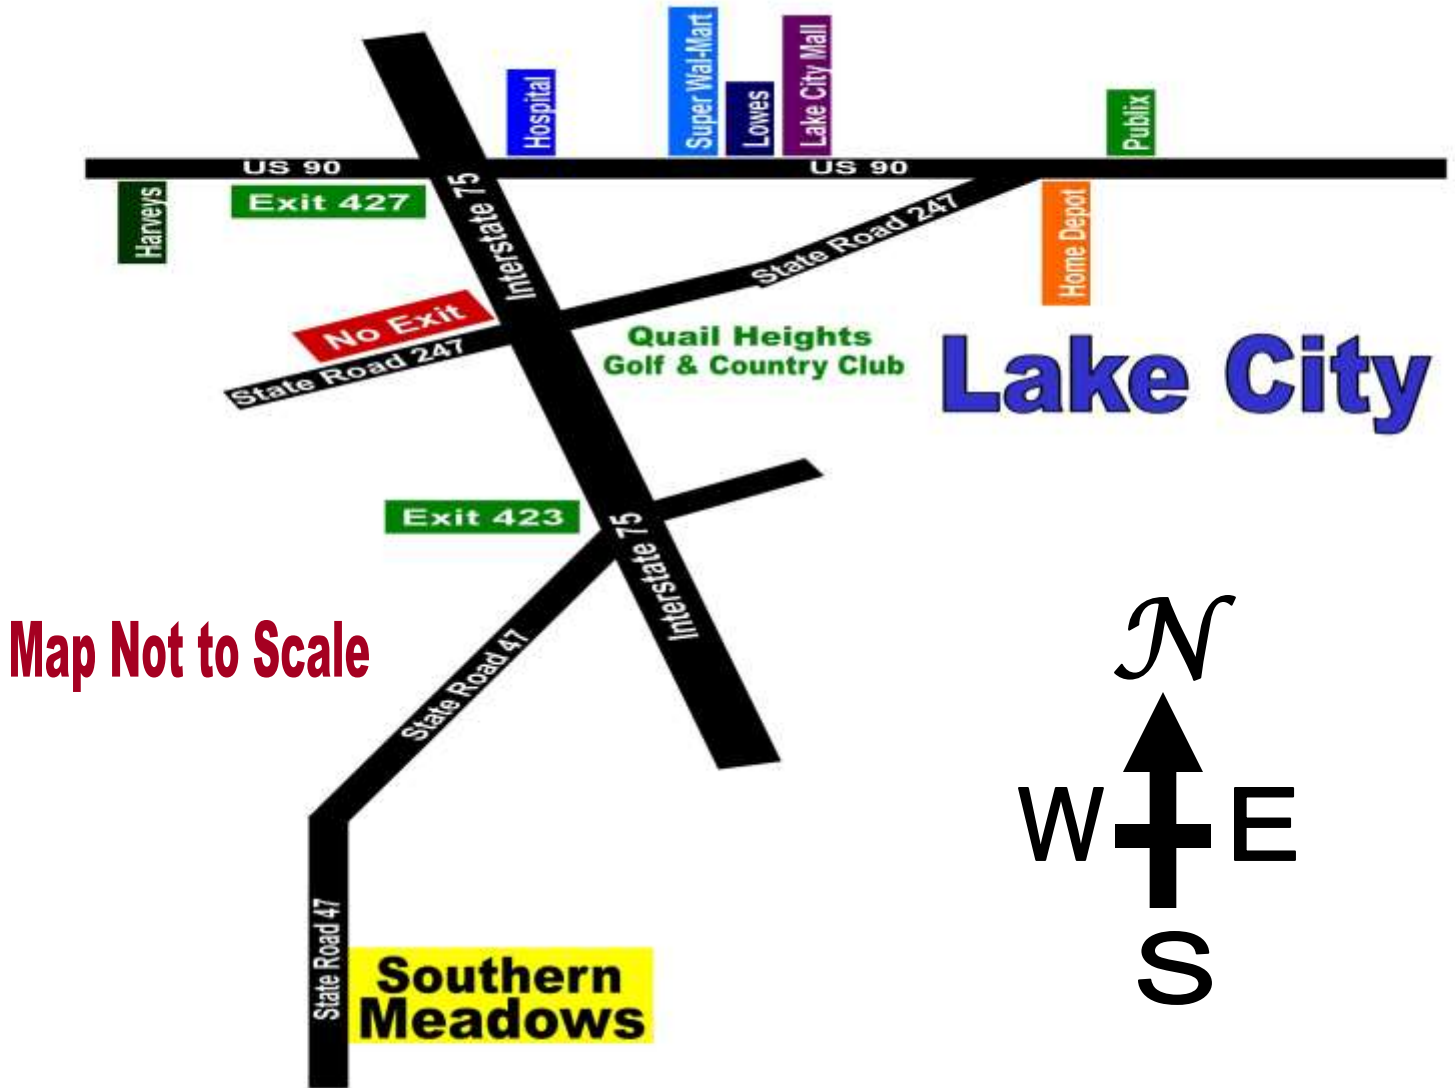 Hospital
Super Wal-Mart
Lowes
Lake City Mall
Publix
US 90
US 90
Harveys
Exit 427
Interstate 75
State Road 247
Home Depot
No Exit
State Road 247
Quail Heights
Golf & Country Club
Lake City
Exit 423
Interstate 75
Map Not to Scale
State Road 47
N
W
E
S
State Road 47
Southern
Meadows